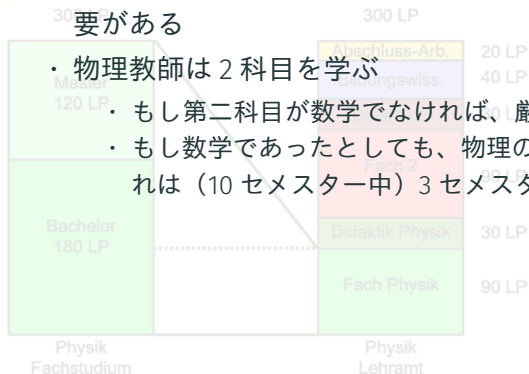 要がある
・ 物理教師は 2 科目を学ぶ
・ もし第二科目が数学でなければ、厳
・ もし数学であったとしても、物理の
れは（10 セメスター中）3 セメスタ
300 LP
Master
120 LP
Bachelor
180 LP
Physik
Fachstudium
300 LP
Abschluss-Arb.
20 LP
Bildungswiss.
40 LP
Fach 2
90 LP
Didaktik Physik
30 LP
Fach Physik
90 LP
Physik
Lehramt